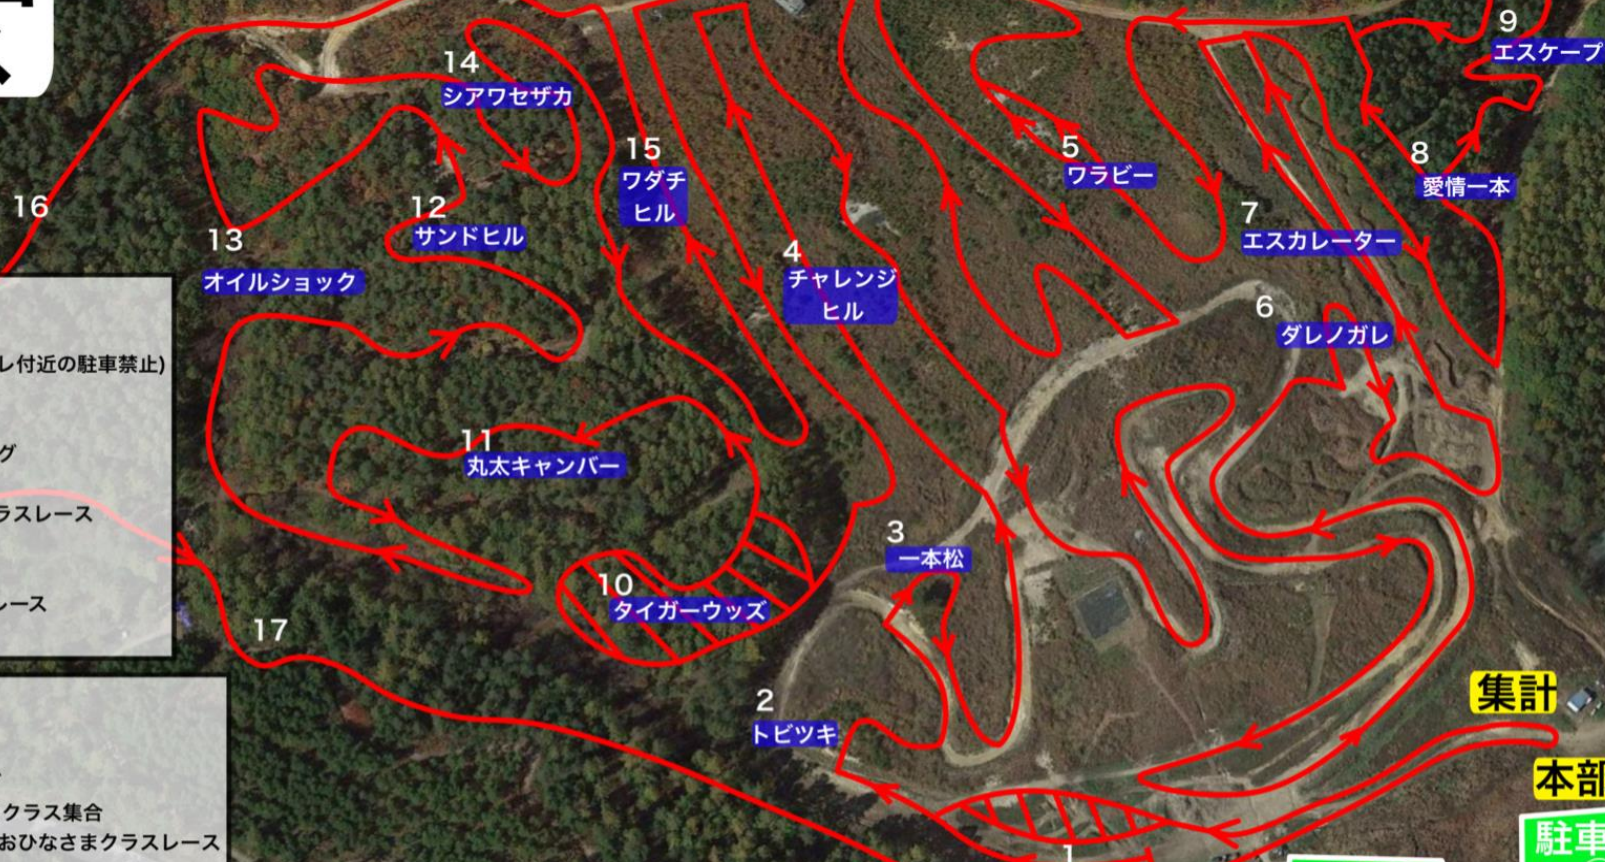 9
エスケープ
14
シアワセザカ
15
ワダチ
ヒル
5
ワラビー
8
愛情一本
16
12
サンドヒル
13
オイルショック
4
チャレンジ
ヒル
7
エスカレーター
6
ダレノガレ
レ付近の駐車禁止)
グ
11
丸太キャンバー
ラスレース
3
一本松
レース
10
タイガーウッズ
17
2
トビツキ
集計
本部
クラス集合
おひなさまクラスレース
駐車
1